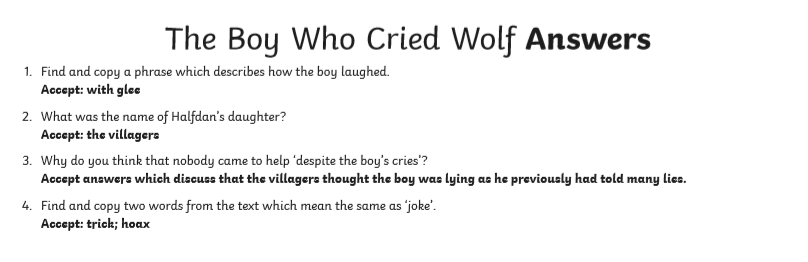 The Boy Who Cried Wolf Answers
1. Find and copy a phrase which describes how the boy laughed.
Accept: with glee
2. What was the name of Halfdan's daughter?
Accept: the villagers
3. Why do you think that nobody came to help 'despite the boy's cries'?
Accept answers which discuss that the villagers thought the boy was lying as he previously had told many lies.
4. Find and copy two words from the text which mean the same as 'joke'.
Accept: trick; hoax